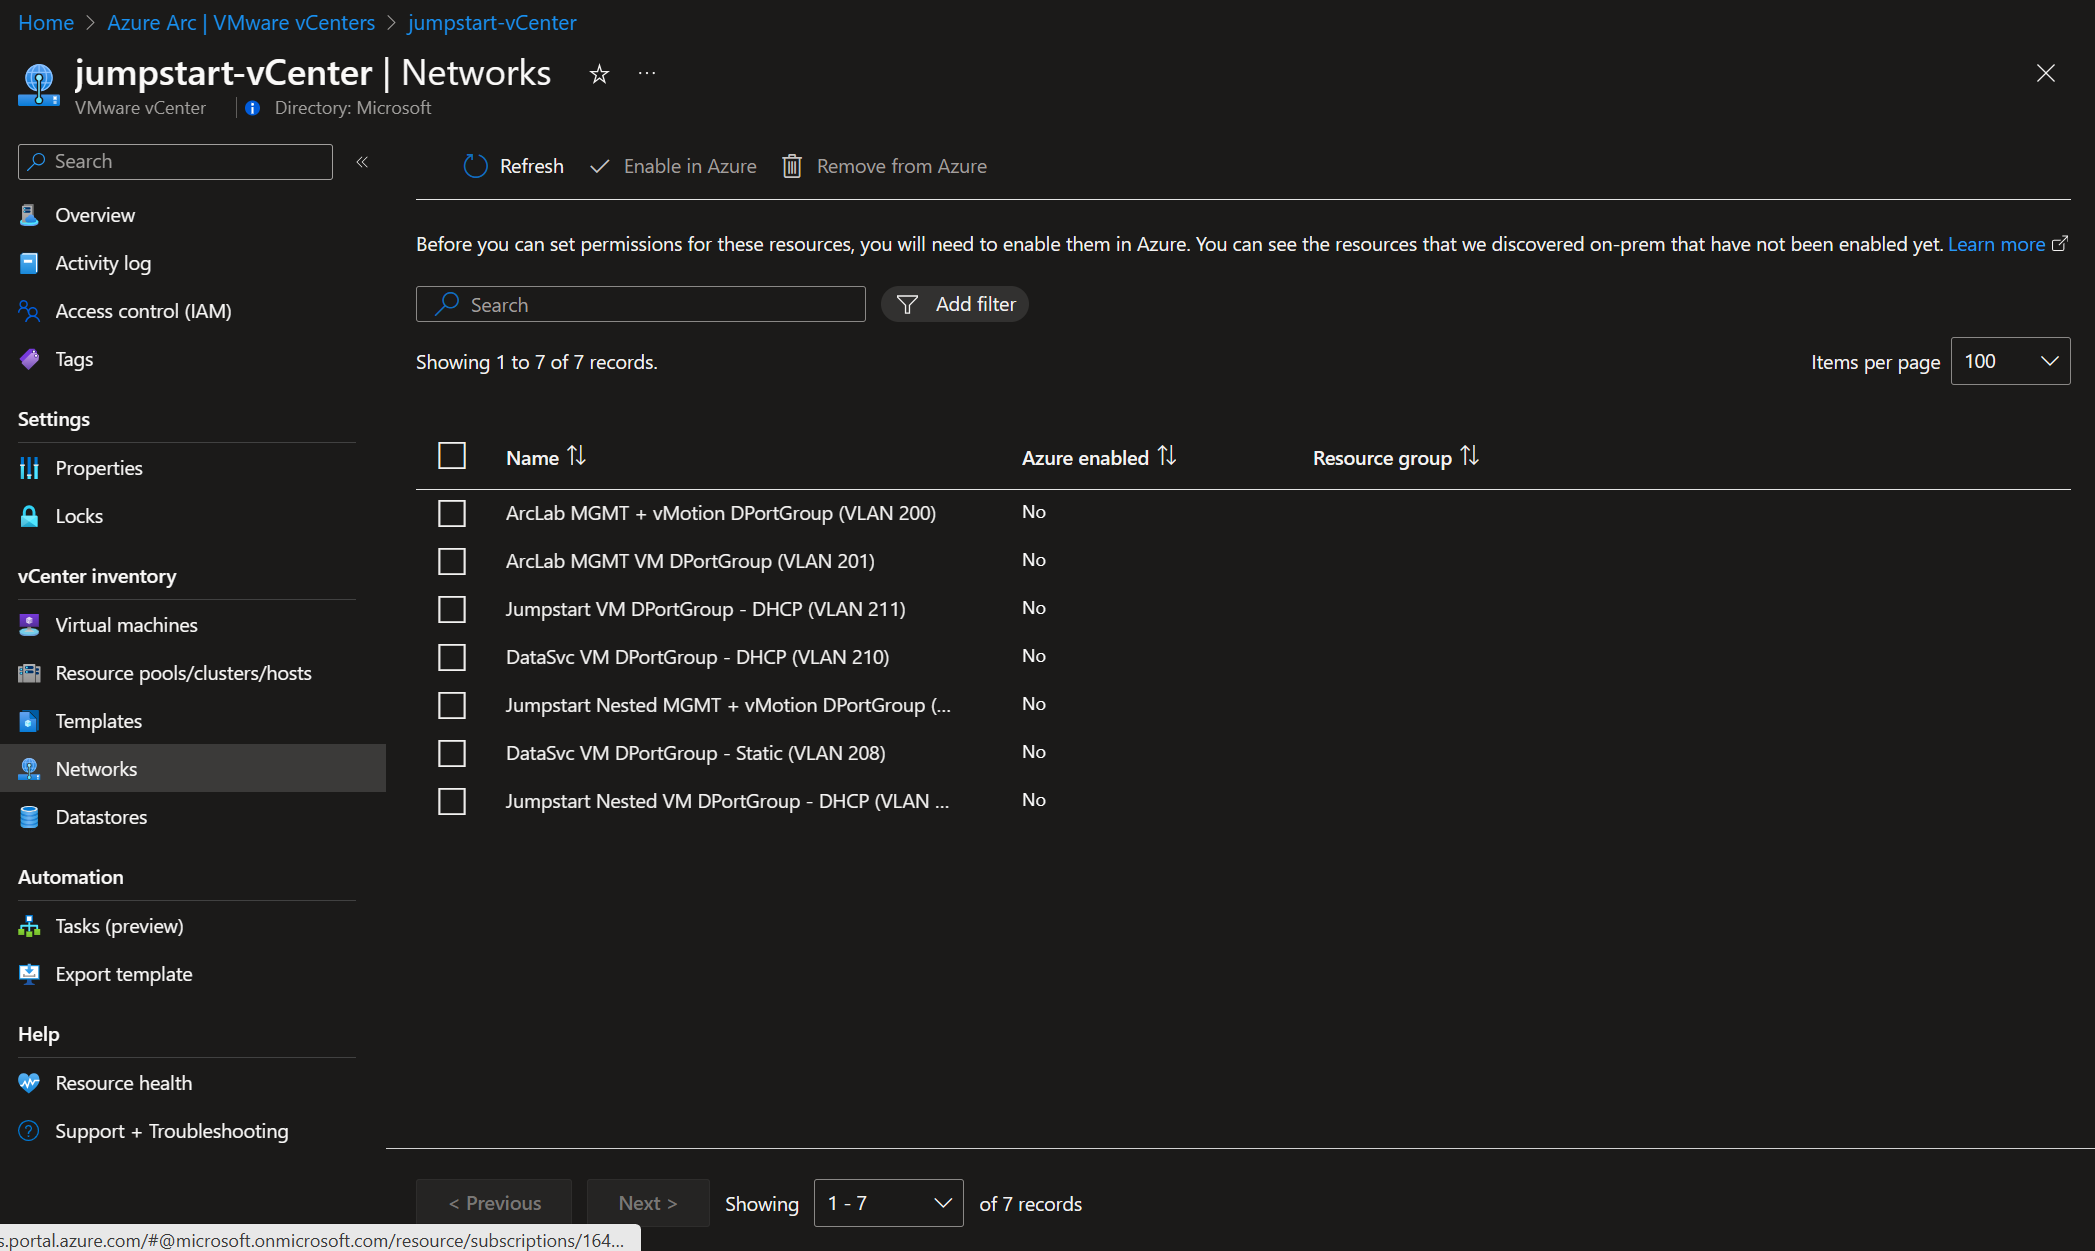 Home > Azure Arc | VMware vCenters > jumpstart-vCenter
jumpstart-vCenter | Networks ☆ ···
VMware vCenter | Directory: Microsoft
Search «
Overview
Activity log
Access control (IAM)
Tags
Settings
Properties
Locks
vCenter inventory
Virtual machines
Resource pools/clusters/hosts
Templates
Networks
Datastores
Automation
Tasks (preview)
Export template
Help
Resource health
Support + Troubleshooting
Refresh Enable in Azure Remove from Azure
Before you can set permissions for these resources, you will need to enable them in Azure. You can see the resources that we discovered on-prem that have not been enabled yet. Learn more
Search Add filter
Showing 1 to 7 of 7 records. Items per page 100
Name Azure enabled Resource group
ArcLab MGMT + vMotion DPortGroup (VLAN 200) No
ArcLab MGMT VM DPortGroup (VLAN 201) No
Jumpstart VM DPortGroup - DHCP (VLAN 211) No
DataSvc VM DPortGroup - DHCP (VLAN 210) No
Jumpstart Nested MGMT + vMotion DPortGroup (... No
DataSvc VM DPortGroup - Static (VLAN 208) No
Jumpstart Nested VM DPortGroup - DHCP (VLAN ... No
< Previous Next > Showing 1 - 7 of 7 records
s.portal.azure.com/#@microsoft.onmicrosoft.com/resource/subscriptions/164...